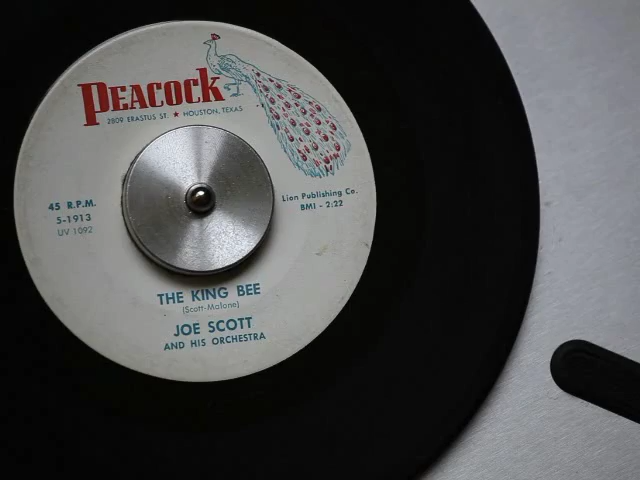 PEACOCK
2809 ERASTUS ST. ★ HOUSTON, TEXAS
45 R.P.M.
5-1913
UV 1092
Lion Publishing Co.
BMI - 2:22
THE KING BEE
(Scott-Malone)
JOE SCOTT
AND HIS ORCHESTRA